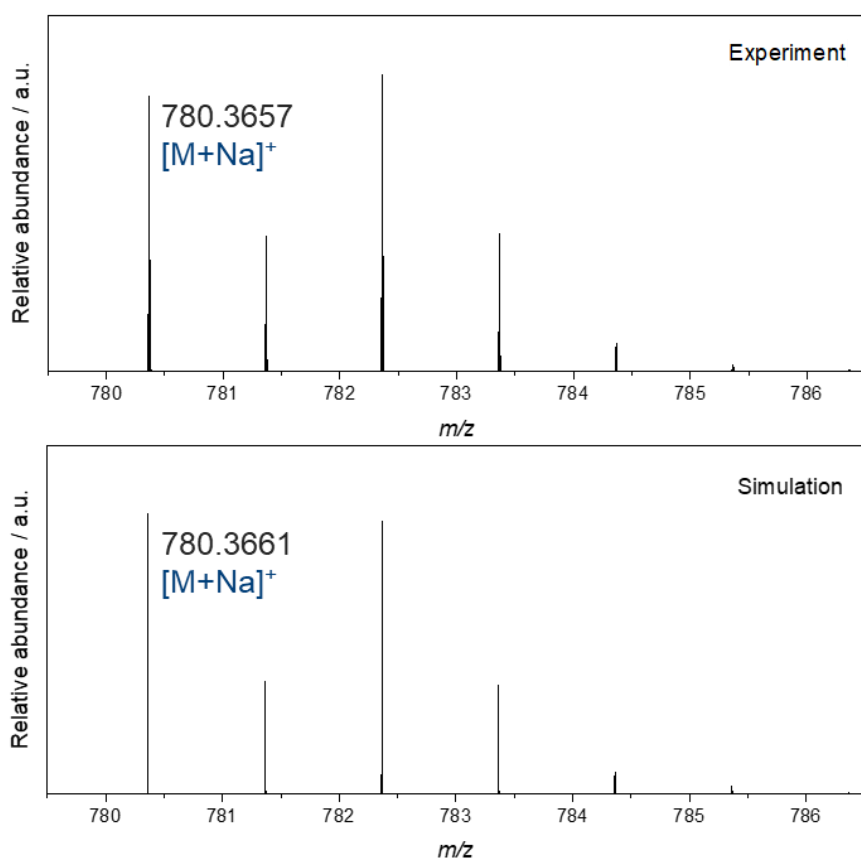 Experiment
780.3657
[M+Na]⁺
Relative abundance / a.u.
780 781 782 783 784 785 786
m/z
Simulation
780.3661
[M+Na]⁺
Relative abundance / a.u.
780 781 782 783 784 785 786
m/z